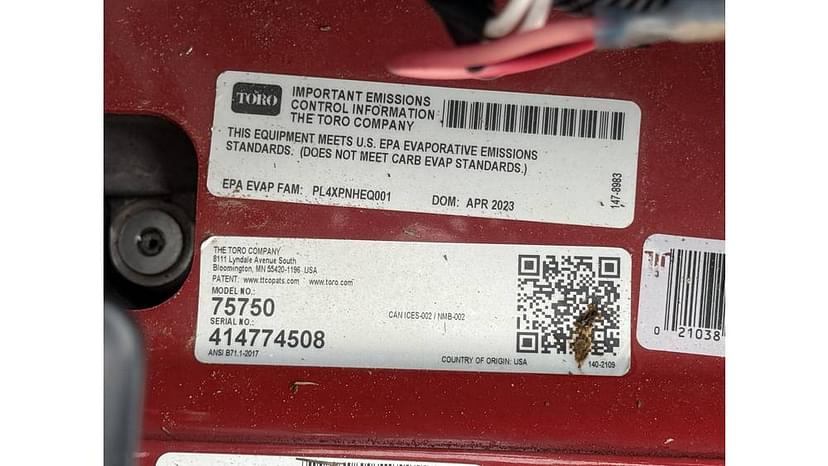 TORO
IMPORTANT EMISSIONS
CONTROL INFORMATION
THE TORO COMPANY
THIS EQUIPMENT MEETS U.S. EPA EVAPORATIVE EMISSIONS
STANDARDS. (DOES NOT MEET CARB EVAP STANDARDS.)
EPA EVAP FAM: PL4XPNHEQ001
DOM: APR 2023
147-8983
THE TORO COMPANY
8111 Lyndale Avenue South
Bloomington, MN 55420-1196 USA
PATENT: www.ttcopats.com www.toro.com
MODEL NO.:
75750
CAN ICES-002 / NMB-002
SERIAL NO.:
414774508
ANSI B71.1-2017
COUNTRY OF ORIGIN: USA
140-2109
0 21038